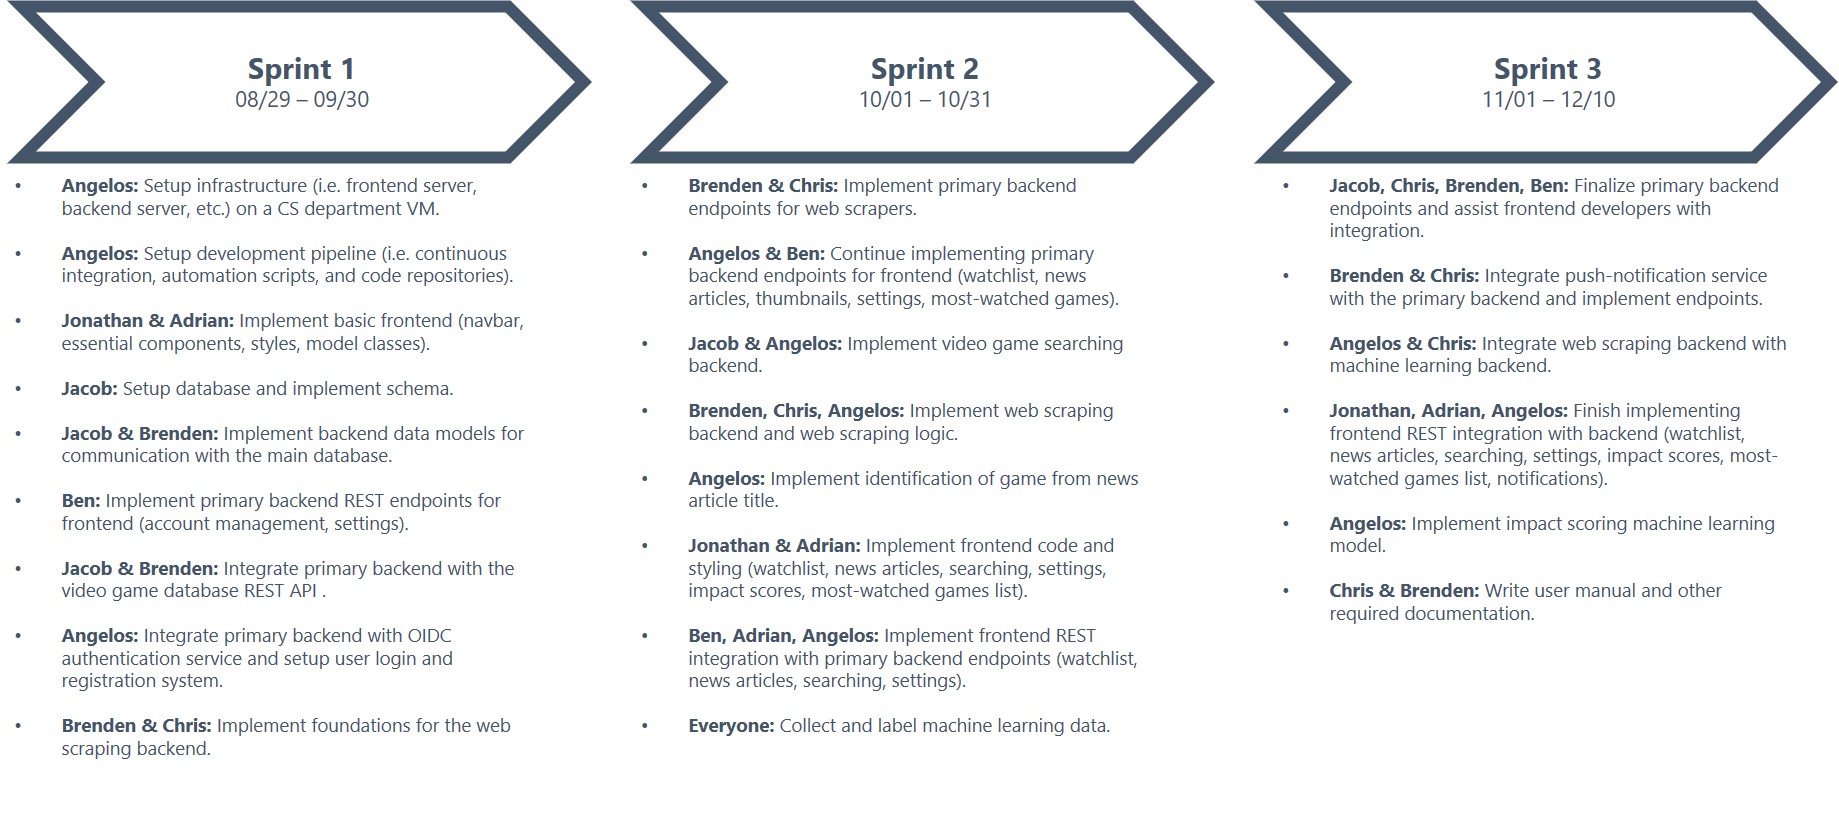 Sprint 1
08/29 – 09/30
• Angelos: Setup infrastructure (i.e. frontend server,
backend server, etc.) on a CS department VM.
• Angelos: Setup development pipeline (i.e. continuous
integration, automation scripts, and code repositories).
• Jonathan & Adrian: Implement basic frontend (navbar,
essential components, styles, model classes).
• Jacob: Setup database and implement schema.
• Jacob & Brenden: Implement backend data models for
communication with the main database.
• Ben: Implement primary backend REST endpoints for
frontend (account management, settings).
• Jacob & Brenden: Integrate primary backend with the
video game database REST API .
• Angelos: Integrate primary backend with OIDC
authentication service and setup user login and
registration system.
• Brenden & Chris: Implement foundations for the web
scraping backend.
Sprint 2
10/01 – 10/31
• Brenden & Chris: Implement primary backend
endpoints for web scrapers.
• Angelos & Ben: Continue implementing primary
backend endpoints for frontend (watchlist, news
articles, thumbnails, settings, most-watched games).
• Jacob & Angelos: Implement video game searching
backend.
• Brenden, Chris, Angelos: Implement web scraping
backend and web scraping logic.
• Angelos: Implement identification of game from news
article title.
• Jonathan & Adrian: Implement frontend code and
styling (watchlist, news articles, searching, settings,
impact scores, most-watched games list).
• Ben, Adrian, Angelos: Implement frontend REST
integration with primary backend endpoints (watchlist,
news articles, searching, settings).
• Everyone: Collect and label machine learning data.
Sprint 3
11/01 – 12/10
• Jacob, Chris, Brenden, Ben: Finalize primary backend
endpoints and assist frontend developers with
integration.
• Brenden & Chris: Integrate push-notification service
with the primary backend and implement endpoints.
• Angelos & Chris: Integrate web scraping backend with
machine learning backend.
• Jonathan, Adrian, Angelos: Finish implementing
frontend REST integration with backend (watchlist,
news articles, searching, settings, impact scores, most-
watched games list, notifications).
• Angelos: Implement impact scoring machine learning
model.
• Chris & Brenden: Write user manual and other
required documentation.